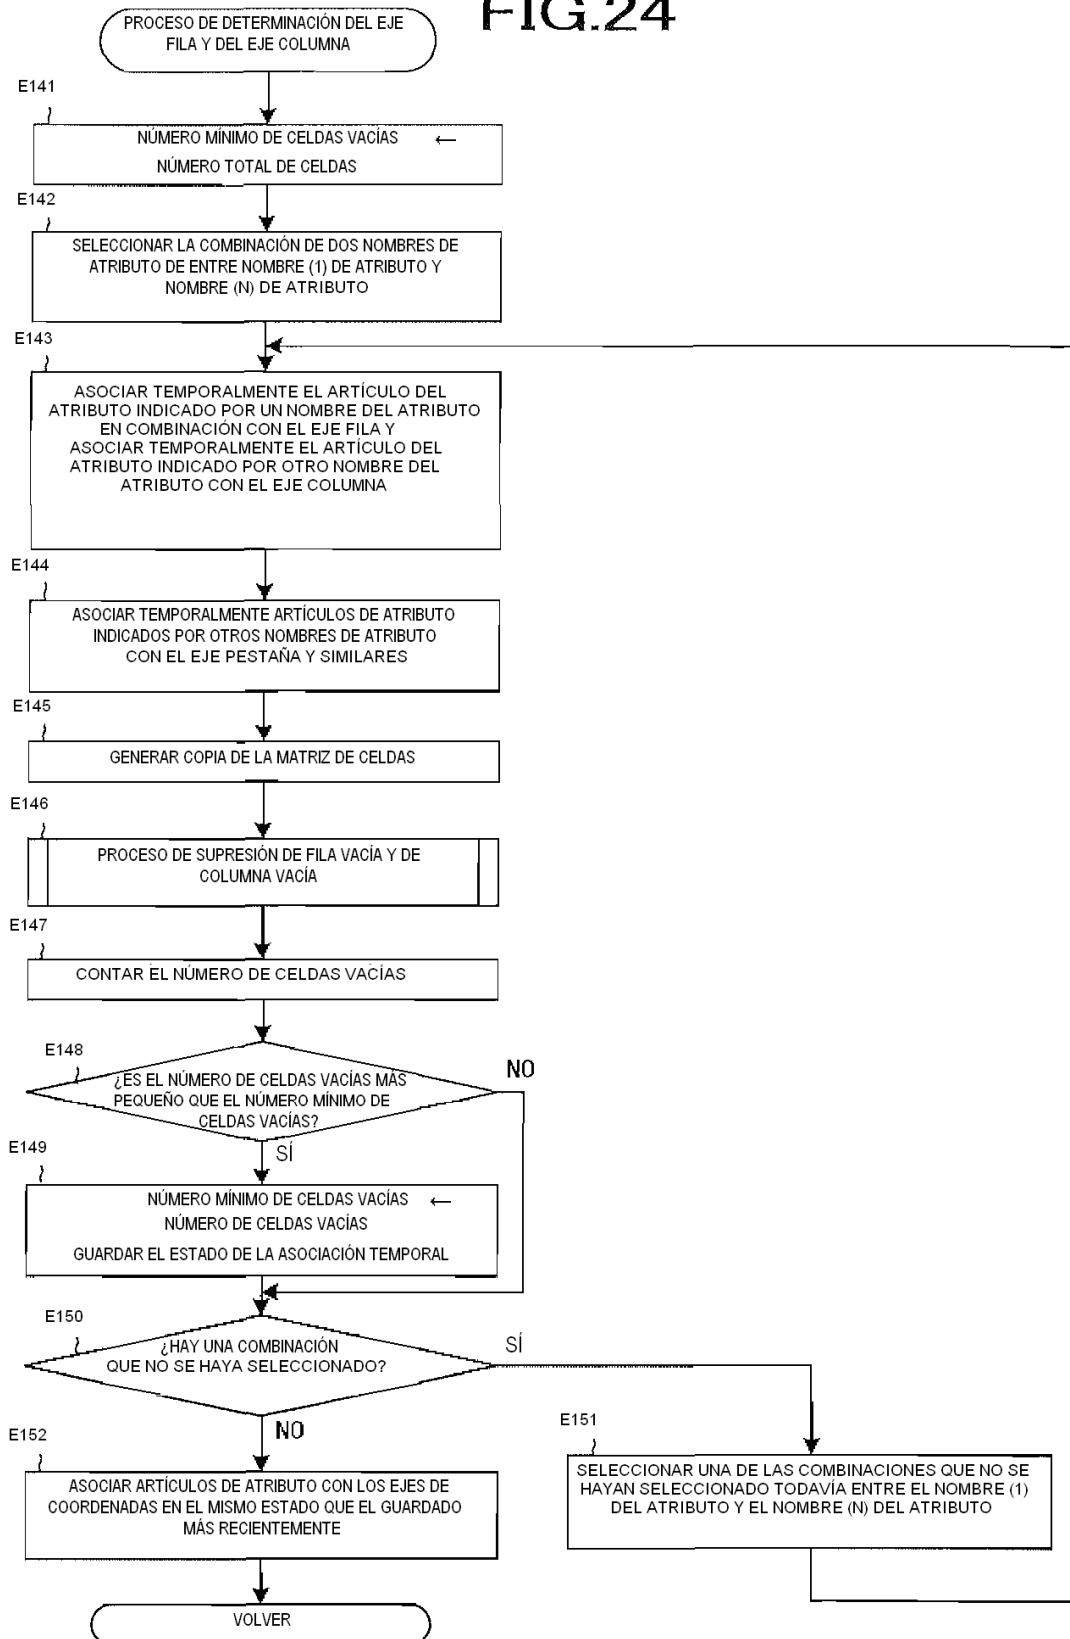 FIG.24
PROCESO DE DETERMINACIÓN DEL EJE
FILA Y DEL EJE COLUMNA
E141
NÚMERO MÍNIMO DE CELDAS VACÍAS ←
NÚMERO TOTAL DE CELDAS
E142
SELECCIONAR LA COMBINACIÓN DE DOS NOMBRES DE
ATRIBUTO DE ENTRE NOMBRE (1) DE ATRIBUTO Y
NOMBRE (N) DE ATRIBUTO
E143
ASOCIAR TEMPORALMENTE EL ARTÍCULO DEL
ATRIBUTO INDICADO POR UN NOMBRE DEL ATRIBUTO
EN COMBINACIÓN CON EL EJE FILA Y
ASOCIAR TEMPORALMENTE EL ARTÍCULO DEL
ATRIBUTO INDICADO POR OTRO NOMBRE DEL
ATRIBUTO CON EL EJE COLUMNA
E144
ASOCIAR TEMPORALMENTE ARTÍCULOS DE ATRIBUTO
INDICADOS POR OTROS NOMBRES DE ATRIBUTO
CON EL EJE PESTAÑA Y SIMILARES
E145
GENERAR COPIA DE LA MATRIZ DE CELDAS
E146
PROCESO DE SUPRESIÓN DE FILA VACÍA Y DE
COLUMNA VACÍA
E147
CONTAR EL NÚMERO DE CELDAS VACÍAS
E148
¿ES EL NÚMERO DE CELDAS VACÍAS MÁS
PEQUEÑO QUE EL NÚMERO MÍNIMO DE
CELDAS VACÍAS?
NO
SÍ
E149
NÚMERO MÍNIMO DE CELDAS VACÍAS ←
NÚMERO DE CELDAS VACÍAS
GUARDAR EL ESTADO DE LA ASOCIACIÓN TEMPORAL
E150
¿HAY UNA COMBINACIÓN
QUE NO SE HAYA SELECCIONADO?
SÍ
NO
E151
SELECCIONAR UNA DE LAS COMBINACIONES QUE NO SE
HAYAN SELECCIONADO TODAVÍA ENTRE EL NOMBRE (1)
DEL ATRIBUTO Y EL NOMBRE (N) DEL ATRIBUTO
E152
ASOCIAR ARTÍCULOS DE ATRIBUTO CON LOS EJES DE
COORDENADAS EN EL MISMO ESTADO QUE EL GUARDADO
MÁS RECIENTEMENTE
VOLVER